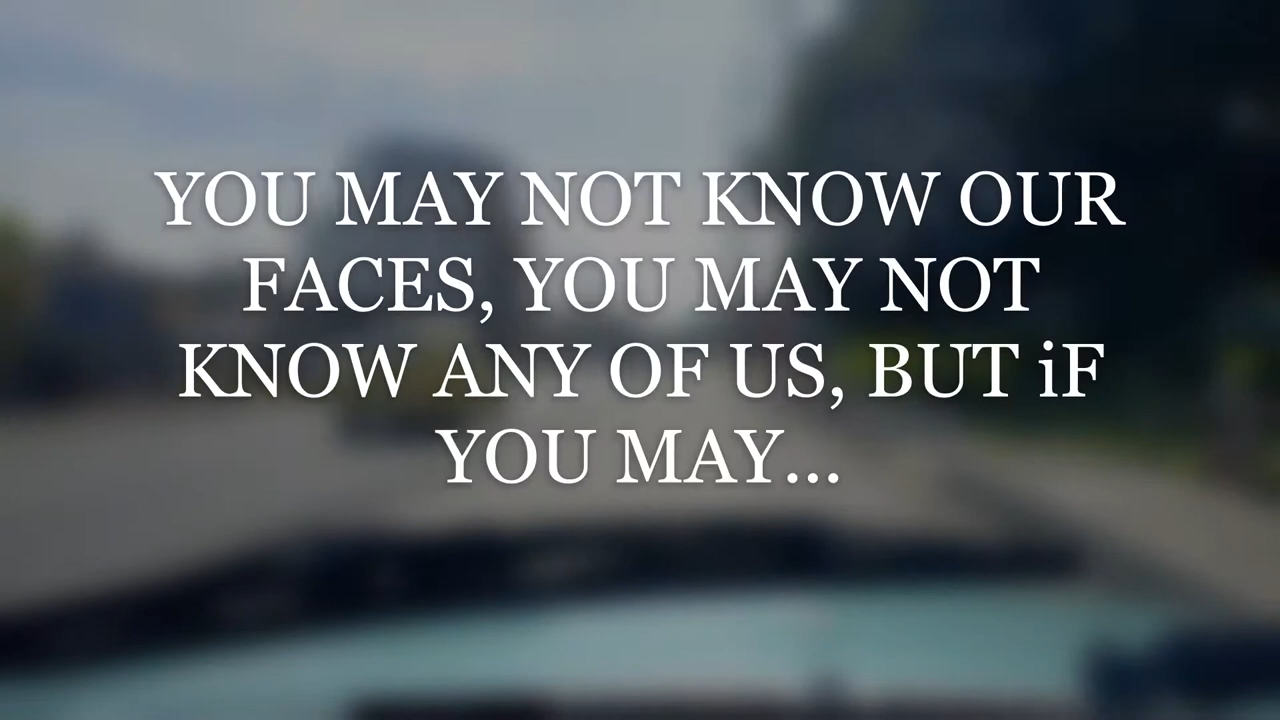 YOU MAY NOT KNOW OUR
FACES, YOU MAY NOT
KNOW ANY OF US, BUT iF
YOU MAY...